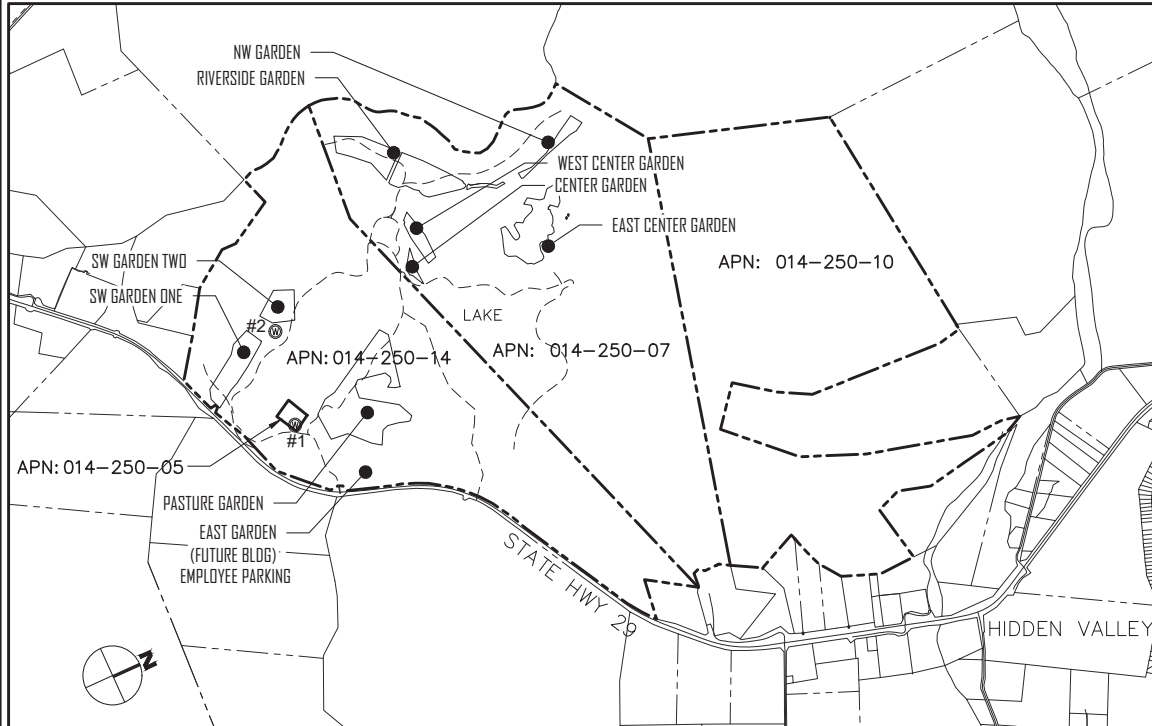 NW GARDEN
RIVERSIDE GARDEN
WEST CENTER GARDEN
CENTER GARDEN
EAST CENTER GARDEN
APN: 014-250-10
SW GARDEN TWO
SW GARDEN ONE
LAKE
#2
W
APN: 014-250-14
APN: 014-250-07
W
#1
APN: 014-250-05
PASTURE GARDEN
EAST GARDEN
(FUTURE BLDG)
EMPLOYEE PARKING
STATE HWY 29
HIDDEN VALLEY
N